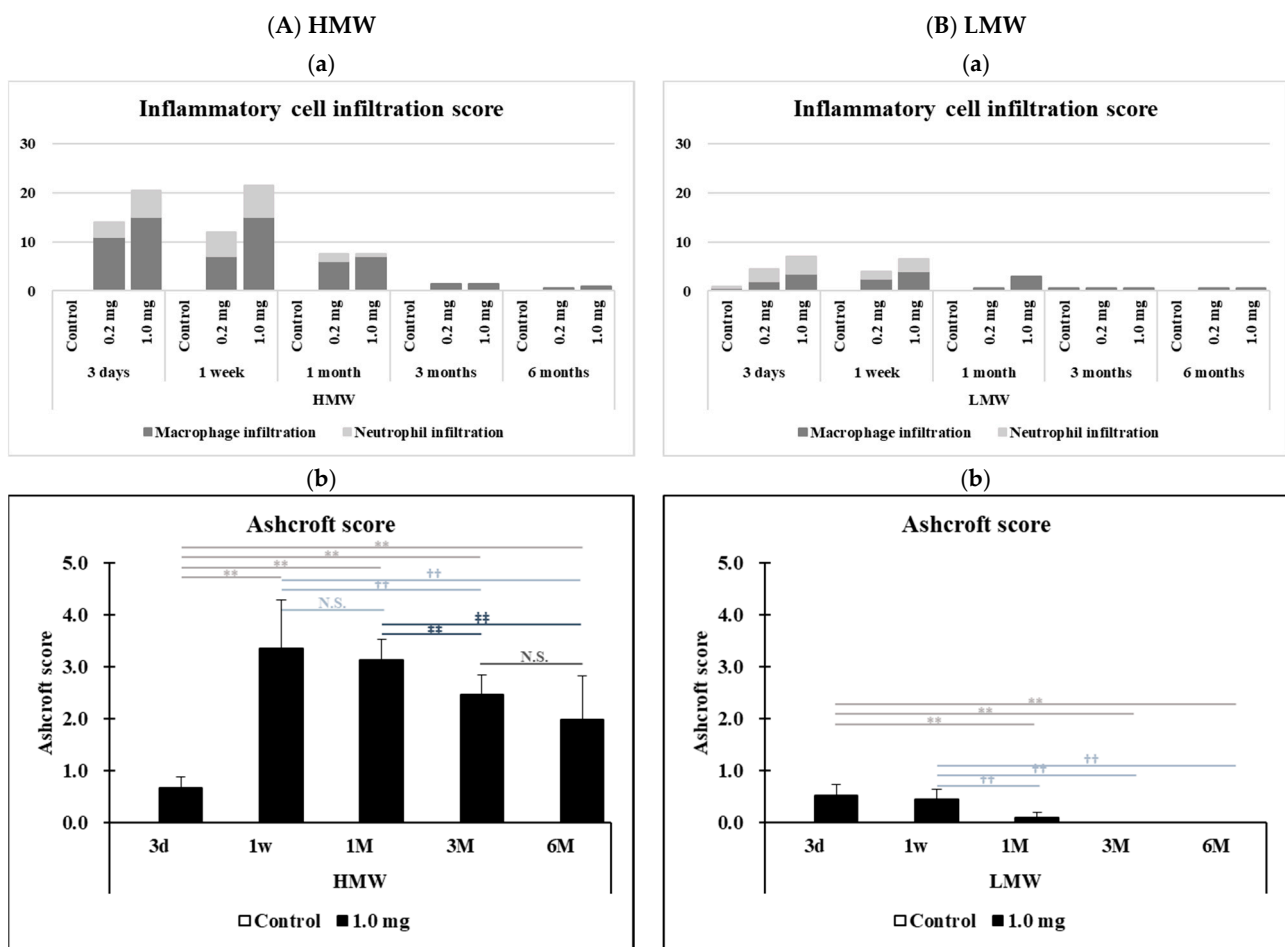 (A) HMW
(a)
Inflammatory cell infiltration score
30
20
10
0
Control
0.2 mg
1.0 mg
Control
0.2 mg
1.0 mg
Control
0.2 mg
1.0 mg
Control
0.2 mg
1.0 mg
Control
0.2 mg
1.0 mg
3 days 1 week 1 month 3 months 6 months
HMW
Macrophage infiltration Neutrophil infiltration
(B) LMW
(a)
Inflammatory cell infiltration score
30
20
10
0
Control
0.2 mg
1.0 mg
Control
0.2 mg
1.0 mg
Control
0.2 mg
1.0 mg
Control
0.2 mg
1.0 mg
Control
0.2 mg
1.0 mg
3 days 1 week 1 month 3 months 6 months
LMW
Macrophage infiltration Neutrophil infiltration
(b)
Ashcroft score
Ashcroft score
5.0
4.0
3.0
2.0
1.0
0.0
**
**
**
**
††
††
N.S.
‡‡
‡‡
N.S.
3d 1w 1M 3M 6M
HMW
Control 1.0 mg
(b)
Ashcroft score
Ashcroft score
5.0
4.0
3.0
2.0
1.0
0.0
**
**
**
††
††
††
3d 1w 1M 3M 6M
LMW
Control 1.0 mg